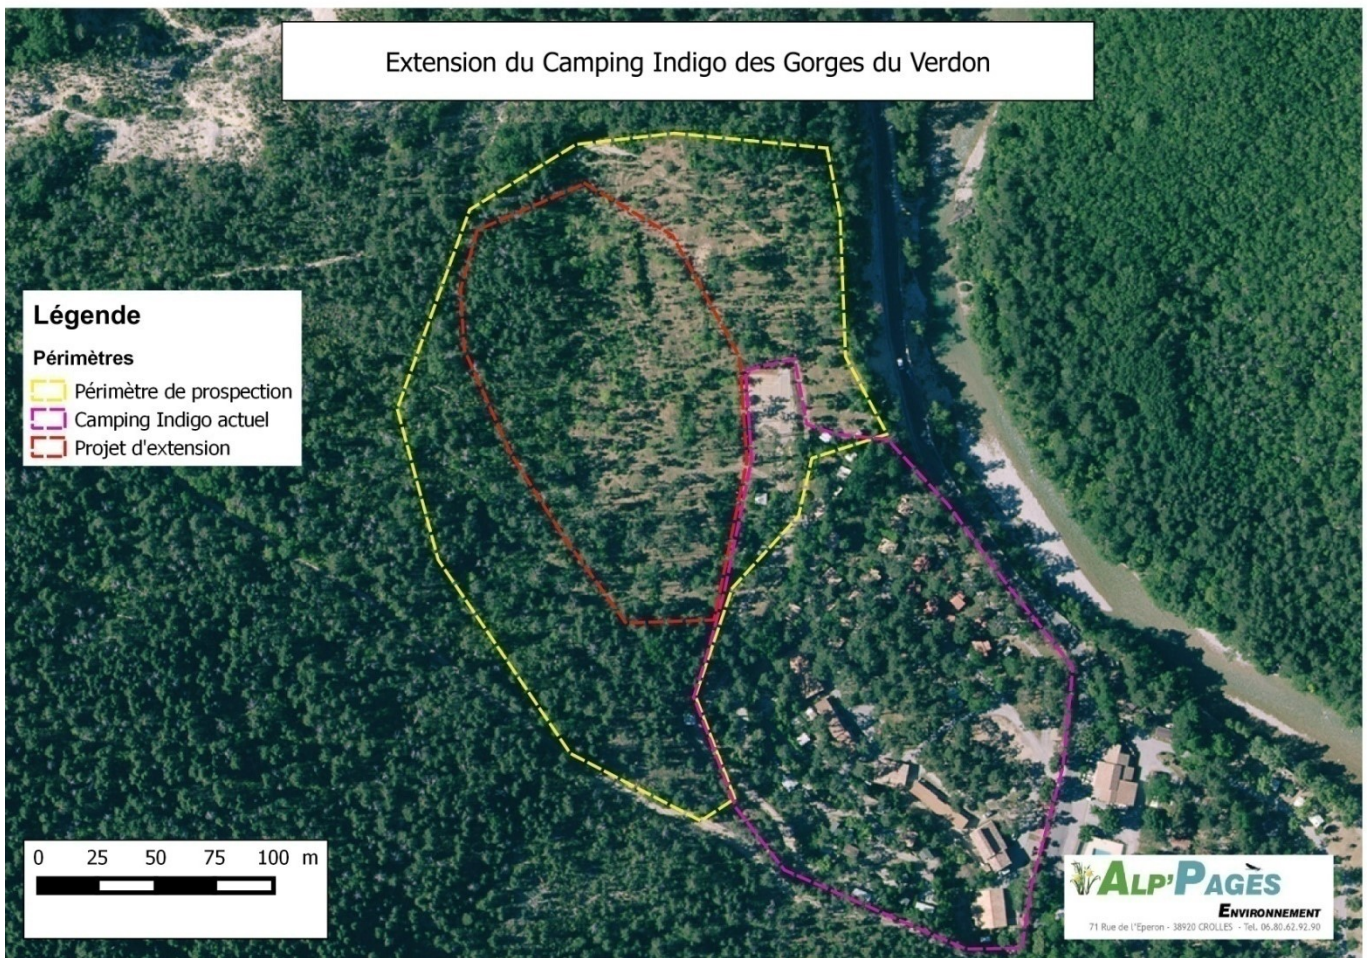 Extension du Camping Indigo des Gorges du Verdon
Légende
Périmètres
Périmètre de prospection
Camping Indigo actuel
Projet d'extension
0 25 50 75 100 m
ALP'PAGÈS
ENVIRONNEMENT
71 Rue de l'Eperon - 38920 CROLLES - Tel. 06.80.62.92.90